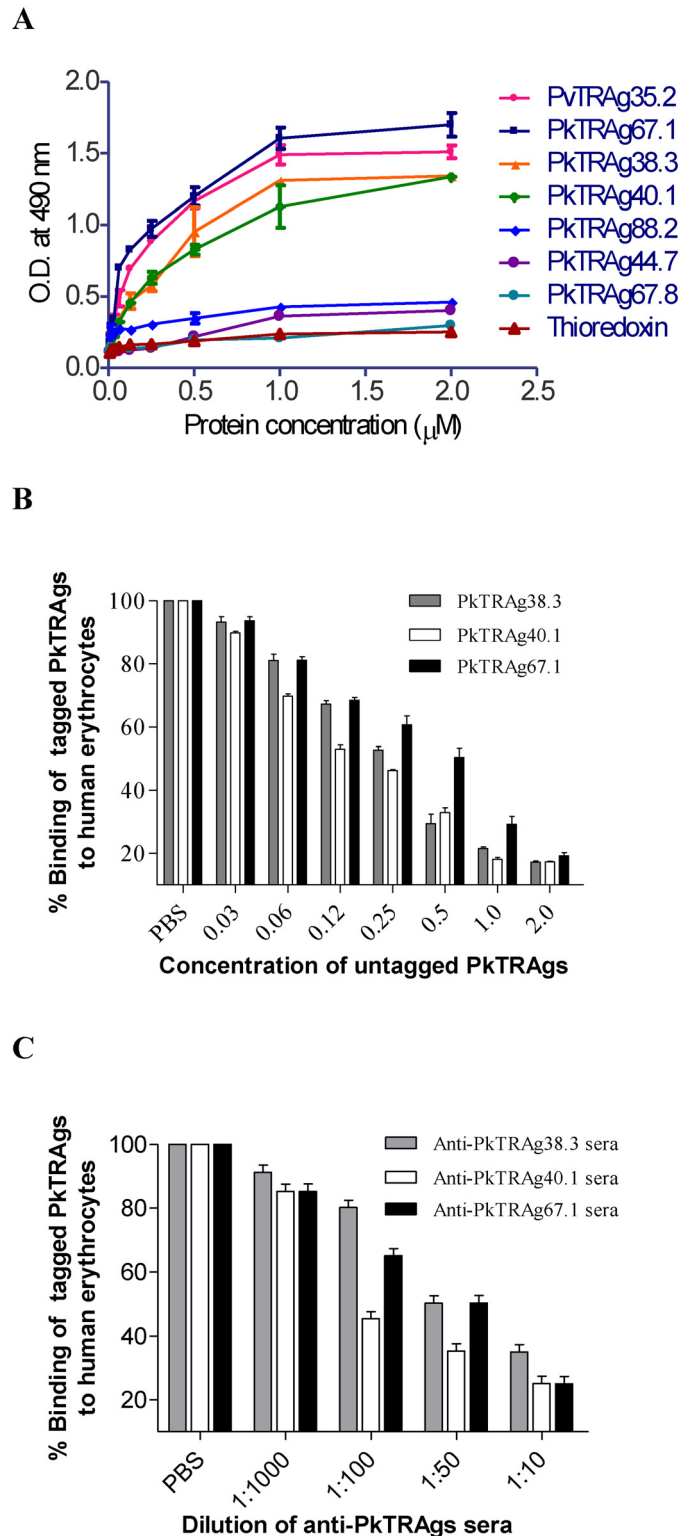 A
2.0
1.5
1.0
0.5
0.0
O.D. at 490 nm
0.0 0.5 1.0 1.5 2.0 2.5
Protein concentration (μM)
PvTRAg35.2
PkTRAg67.1
PkTRAg38.3
PkTRAg40.1
PkTRAg88.2
PkTRAg44.7
PkTRAg67.8
Thioredoxin
B
% Binding of tagged PkTRAgs
to human erythrocytes
100
80
60
40
20
PkTRAg38.3
PkTRAg40.1
PkTRAg67.1
PBS 0.03 0.06 0.12 0.25 0.5 1.0 2.0
Concentration of untagged PkTRAgs
C
% Binding of tagged PkTRAgs
to human erythrocytes
100
80
60
40
20
Anti-PkTRAg38.3 sera
Anti-PkTRAg40.1 sera
Anti-PkTRAg67.1 sera
PBS 1:1000 1:100 1:50 1:10
Dilution of anti-PkTRAgs sera